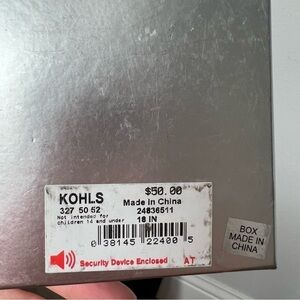 KOHLS $50.00
327 50 52 Made in China
Not intended for 24836511
children 14 and under 18 IN
0 38145 22400 5
Security Device Enclosed AT
BOX
MADE IN
CHINA